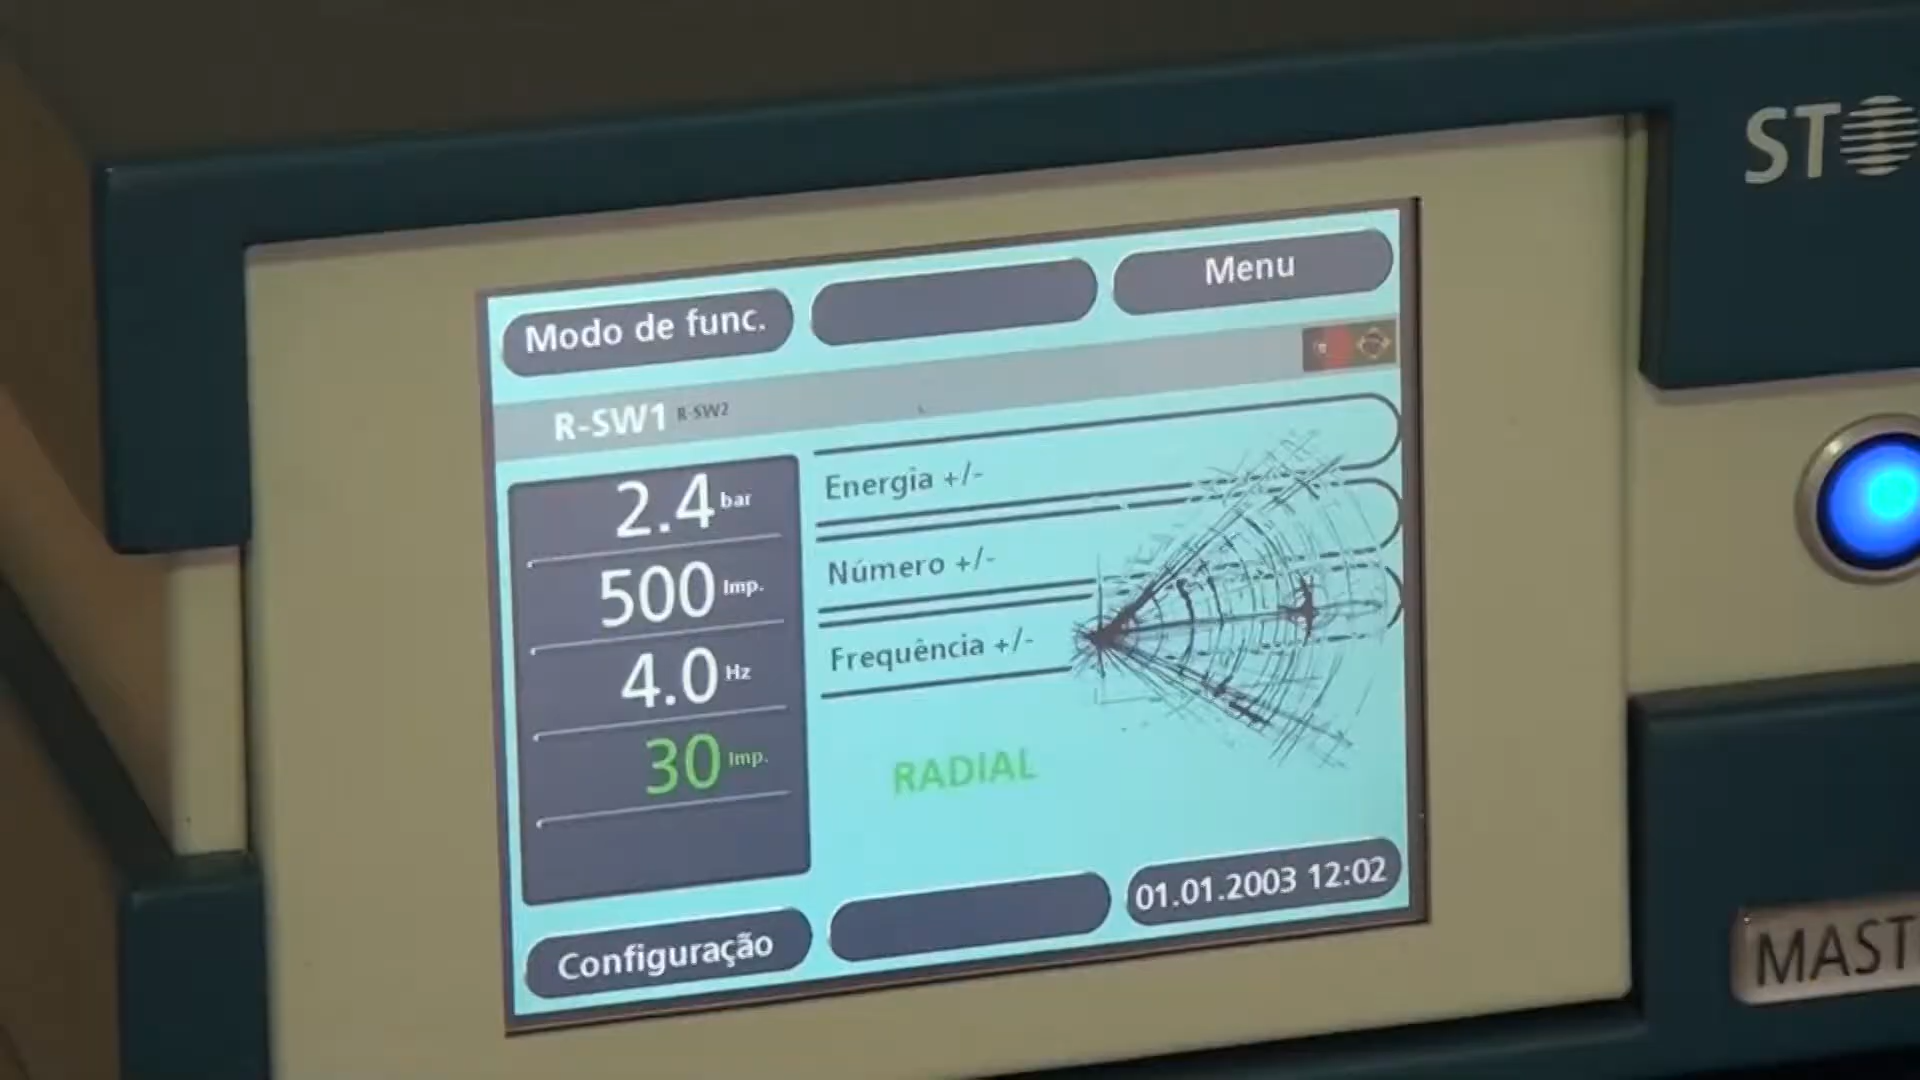 ST
Modo de func.
Menu
R-SW1 R-SW2
2.4 bar
Energia +/-
500 Imp.
Número +/-
4.0 Hz
Frequência +/-
30 Imp.
RADIAL
Configuração
01.01.2003 12:02
MAST